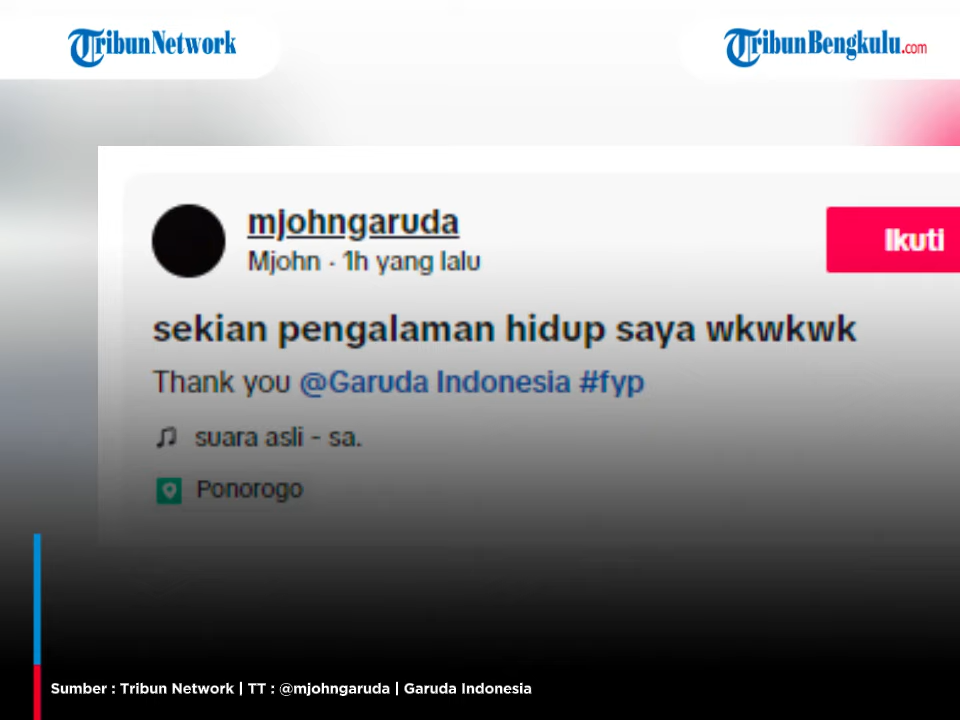 TribunNetwork
TribunBengkulu.com
mjohngaruda
Mjohn · 1h yang lalu
Ikuti
sekian pengalaman hidup saya wkwkwk
Thank you @Garuda Indonesia #fyp
suara asli - sa.
Ponorogo
Sumber : Tribun Network | TT : @mjohngaruda | Garuda Indonesia